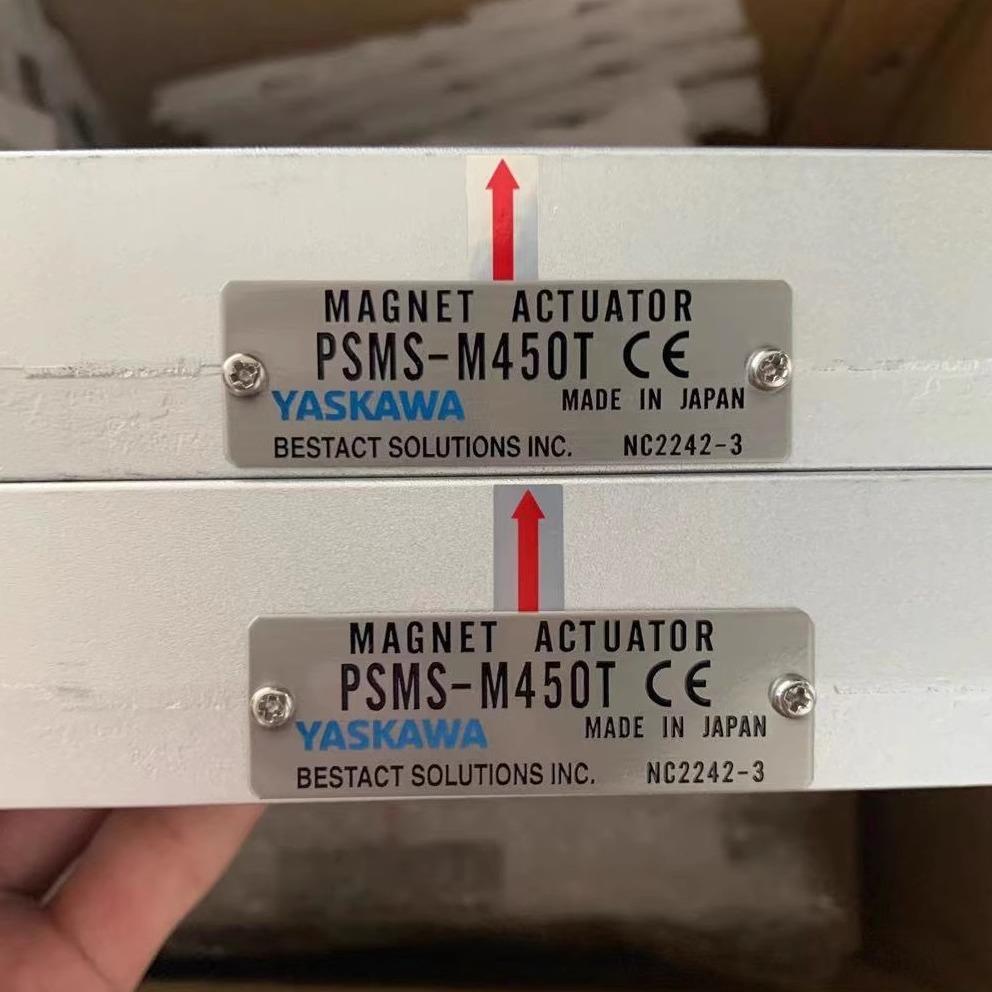 MAGNET ACTUATOR
PSMS-M450T CE
YASKAWA MADE IN JAPAN
BESTACT SOLUTIONS INC. NC2242-3
MAGNET ACTUATOR
PSMS-M450T CE
YASKAWA MADE IN JAPAN
BESTACT SOLUTIONS INC. NC2242-3